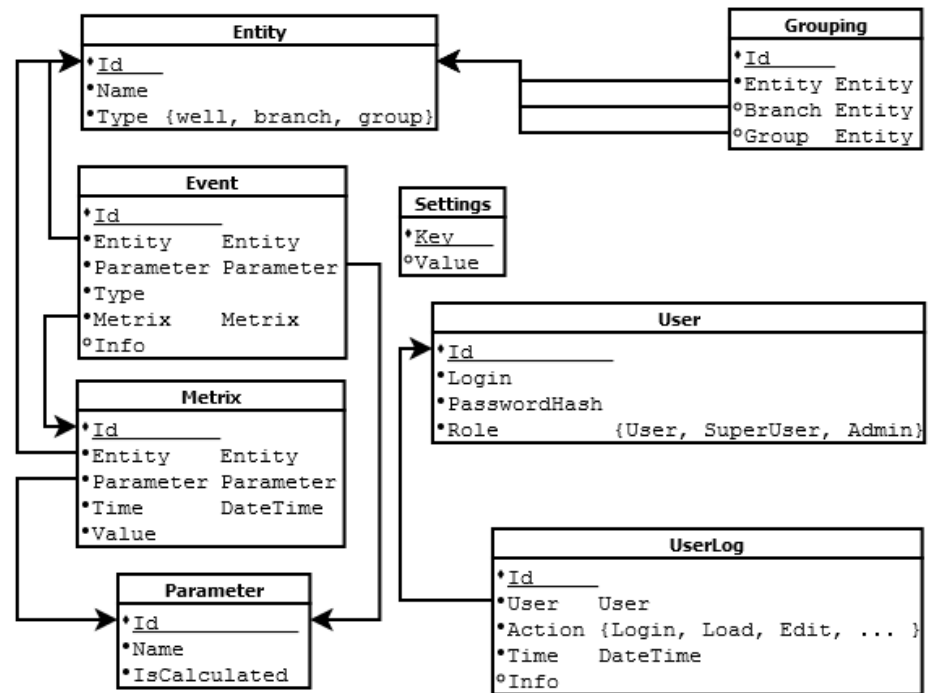 Entity
Id
Name
Type {well, branch, group}
Grouping
Id
Entity Entity
Branch Entity
Group Entity
Event
Id
Entity Entity
Parameter Parameter
Type
Metrix Metrix
Info
Settings
Key
Value
User
Id
Login
PasswordHash
Role {User, SuperUser, Admin}
Metrix
Id
Entity Entity
Parameter Parameter
Time DateTime
Value
UserLog
Id
User User
Action {Login, Load, Edit, ... }
Time DateTime
Info
Parameter
Id
Name
IsCalculated